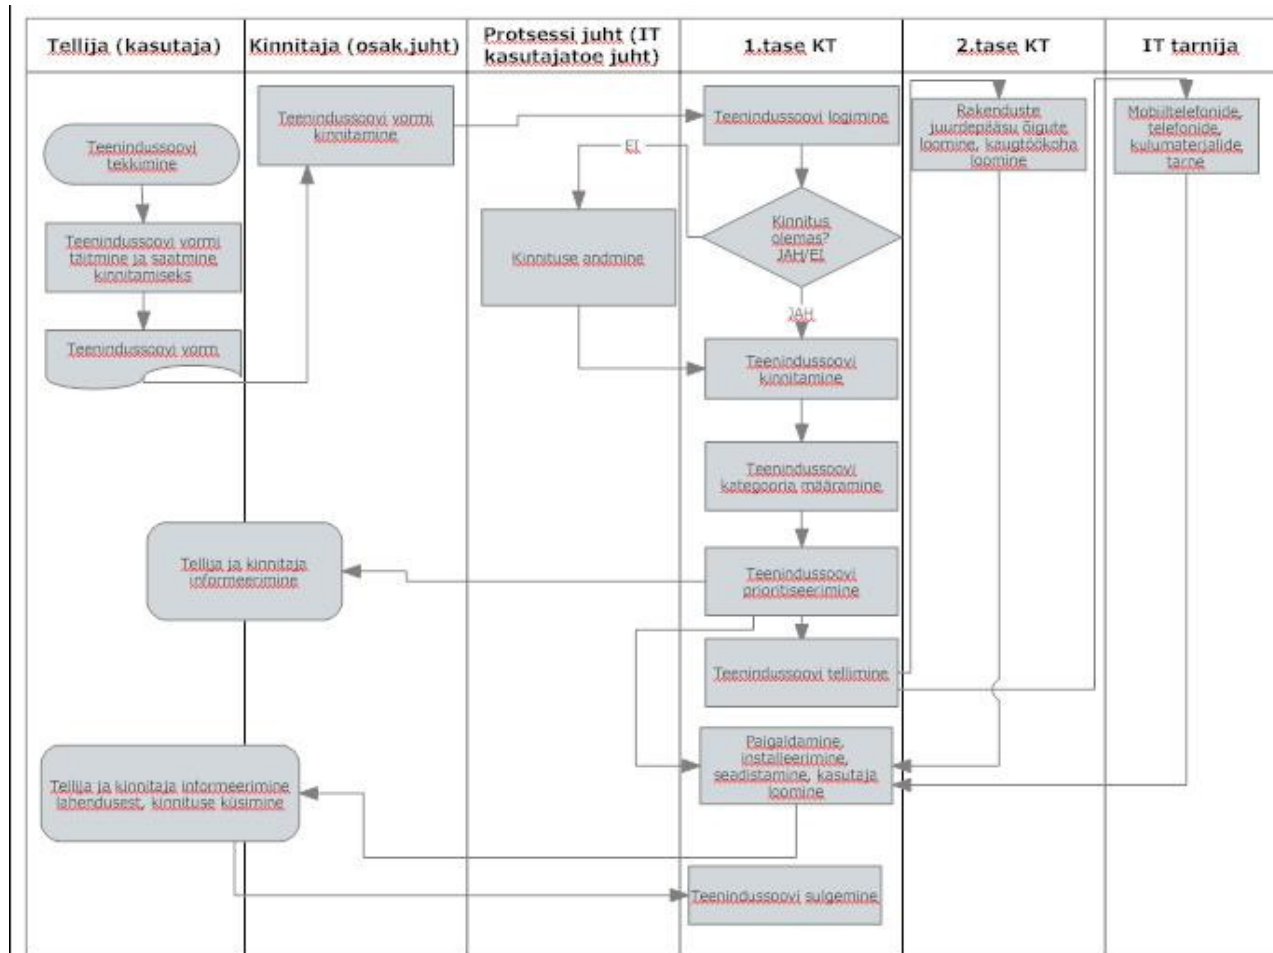 Tellija (kasutaja)
Kinnitaja (osak.juht)
Protsessi juht (IT
kasutajatoe juht)
1.tase KT
2.tase KT
IT tarnija
Teenindussoovi
tekkimine
Teenindussoovi vormi
täitmine ja saatmine
kinnitamiseks
Teenindussoovi vorm
Teenindussoovi vormi
kinnitamine
EI
Kinnituse andmine
Teenindussoovi logimine
Kinnitus
olemas?
JAH/EI
JAH
Teenindussoovi
kinnitamine
Teenindussoovi
kategooria määramine
Teenindussoovi
prioritiseerimine
Teenindussoovi tellimine
Paigaldamine,
installeerimine,
seadistamine, kasutaja
loomine
Teenindussoovi sulgemine
Rakenduste
juurdepääsu õigute
loomine, kaugtöökoha
loomine
Mobiiltelefonide,
telefonide,
kulumaterjalide
tarne
Tellija ja kinnitaja
informeerimine
Tellija ja kinnitaja informeerimine
lahendusest, kinnituse küsimine